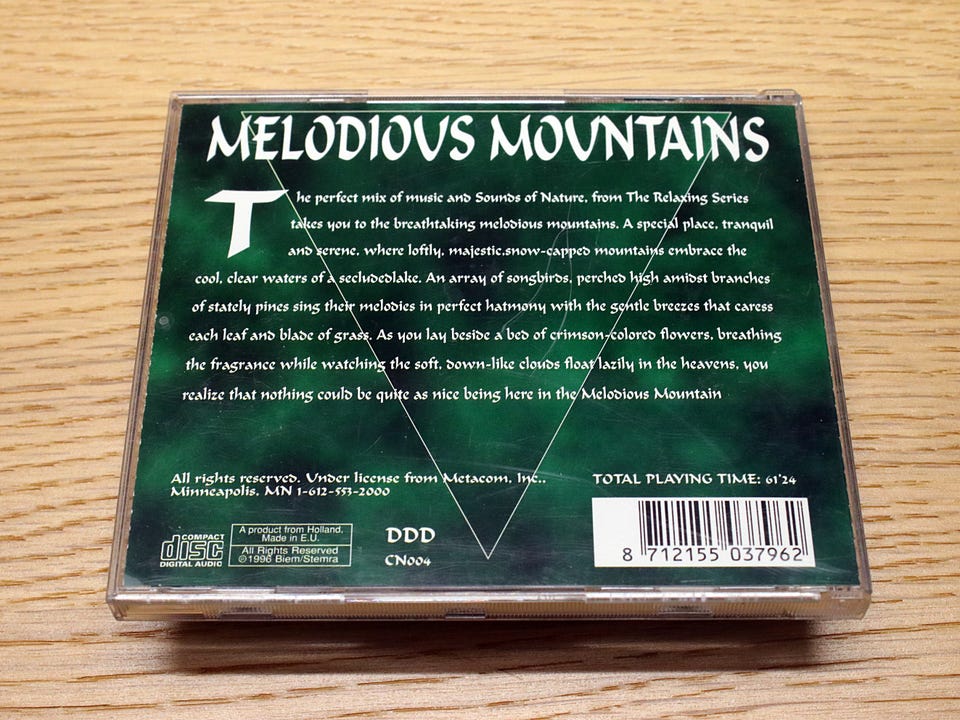 MELODIOUS MOUNTAINS
The perfect mix of music and Sounds of Nature, from The Relaxing Series
takes you to the breathtaking melodious mountains. A special place, tranquil
and serene, where loftly, majestic,snow-capped mountains embrace the
cool, clear waters of a secludedlake. An array of songbirds, perched high amidst branches
of stately pines sing their melodies in perfect hatmony with the gentle breezes that caress
each leaf and blade of grass. As you lay beside a bed of crimson-colored flowers, breathing
the fragrance while watching the soft, down-like clouds float lazily in the heavens, you
realize that nothing could be quite as nice being here in the Melodious Mountain
All rights reserved. Under license from Metacom, Inc..
Minneapolis, MN 1-612-553-2000
TOTAL PLAYING TIME: 61'24
COMPACT
disc
DIGITAL AUDIO
A product from Holland,
Made in E.U.
All Rights Reserved
©1996 Biem/Stemra
DDD
CN004
8 712155 037962